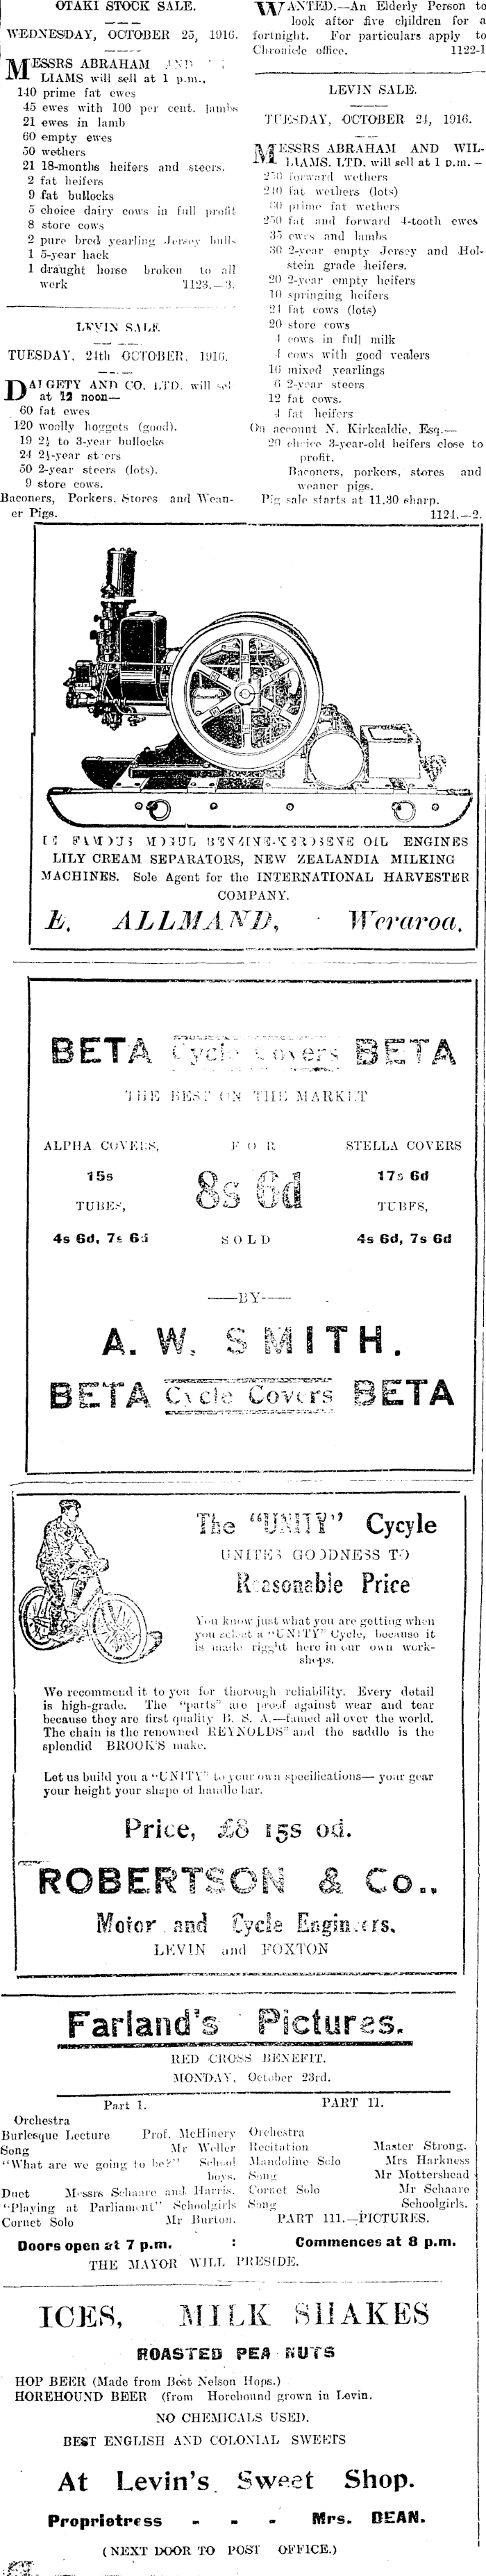 OTAKI STOCK SALE.
WEDNESDAY, OCTOBER 25, 1916.
MESSRS ABRAHAM AND
LIAMS will sell at 1 p.m.,
140 prime fat ewes
45 ewes with 100 per cent. lambs
21 ewes in lamb
60 empty ewes
50 wethers
21 18-months heifers and steers.
2 fat heifers
9 fat bullocks
5 choice dairy cows in full profit
8 store cows
2 pure bred yearling Jersey bulls
1 5-year hack
1 draught horse broken to all
work 1123.—3.
LEVIN SALE
TUESDAY, 24th OCTOBER, 1916.
DALGETY AND CO. LTD. will sel
at 12 noon—
60 fat ewes
120 woolly hoggets (good).
19 2½ to 3-year bullocks
24 2½-year steers
50 2-year steers (lots).
9 store cows.
Baconers, Porkers, Stores and Wean-
er Pigs.
WANTED.—An Elderly Person to
look after five children for a
fortnight. For particulars apply to
Chronicle office. 1122-1
LEVIN SALE.
TUESDAY, OCTOBER 24, 1916.
MESSRS ABRAHAM AND WIL-
LIAMS. LTD. will sell at 1 p.m.—
250 forward wethers
240 fat wethers (lots)
60 prime fat wethers
250 fat and forward 4-tooth ewes
35 ewes and lambs
30 2-year empty Jersey and Hol-
stein grade heifers.
20 2-year empty heifers
10 springing heifers
21 fat cows (lots)
20 store cows
4 cows in full milk
4 cows with good vealers
16 mixed yearlings
6 2-year steers
12 fat cows.
4 fat heifers
On account N. Kirkcaldie, Esq.—
20 choice 3-year-old heifers close to
profit.
Baconers, porkers, stores and
weaner pigs.
Pig sale starts at 11.30 sharp.
1124.—2.
FAMOUS MOGUL BENZINE-KEROSENE OIL ENGINES
LILY CREAM SEPARATORS, NEW ZEALANDIA MILKING
MACHINES. Sole Agent for the INTERNATIONAL HARVESTER
COMPANY.
E. ALLMAND, Weraroa.
BETA Cycle Covers BETA
THE BEST ON THE MARKET
ALPHA COVERS, FOR STELLA COVERS
15s 8s 6d 17s 6d
TUBES, TUBES,
4s 6d, 7s 6d SOLD 4s 6d, 7s 6d
——BY——
A. W. SMITH.
BETA Cycle Covers BETA
The "UNITY" Cycyle
UNITES GOODNESS TO
Reasonable Price
You know just what you are getting when
you select a "UNITY" Cycle, because it
is made rigght here in our own work-
shops.
We recommend it to you for thorough reliability. Every detail
is high-grade. The "parts" are proof against wear and tear
because they are first quality B. S. A.—famed all over the world.
The chain is the renowned REYNOLDS" and the saddle is the
splendid BROOK'S make.
Let us build you a "UNITY" to your own specifications— your gear
your height your shape of handle bar.
Price, £8 15s od.
ROBERTSON & Co.,
Motor and Cycle Engineers,
LEVIN and FOXTON
Farland's Pictures.
RED CROSS BENEFIT.
MONDAY, October 23rd.
Part 1.
Orchestra
Burlesque Lecture Prof. McHinery
Song Mr Weller
"What are we going to be?" School
boys.
Duet Messrs Schaare and Harris.
"Playing at Parliament" Schoolgirls
Cornet Solo Mr Burton.
PART 11.
Orchestra
Recitation Master Strong.
Mandoline Solo Mrs Harkness
Song Mr Mottershead
Cornet Solo Mr Schaare
Song Schoolgirls.
PART 111.—PICTURES.
Doors open at 7 p.m. : Commences at 8 p.m.
THE MAYOR WILL PRESIDE.
ICES, MILK SHAKES
ROASTED PEA NUTS
HOP BEER (Made from Best Nelson Hops.)
HOREHOUND BEER (from Horehound grown in Levin.
NO CHEMICALS USED.
BEST ENGLISH AND COLONIAL SWEETS
At Levin's Sweet Shop.
Proprietress - - - Mrs. DEAN.
(NEXT DOOR TO POST OFFICE.)